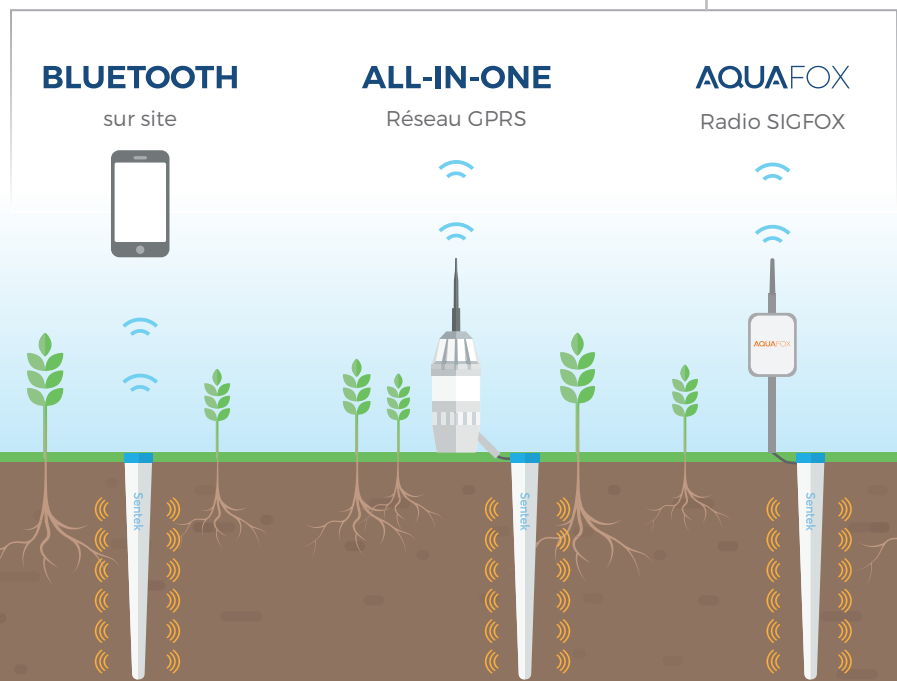 BLUETOOTH
sur site
ALL-IN-ONE
Réseau GPRS
AQUAFOX
Radio SIGFOX
AQUAFOX
Sentek
Sentek
Sentek